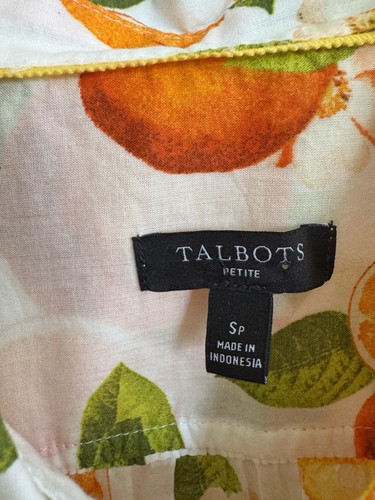 TALBOTS
PETITE
SP
MADE IN
INDONESIA